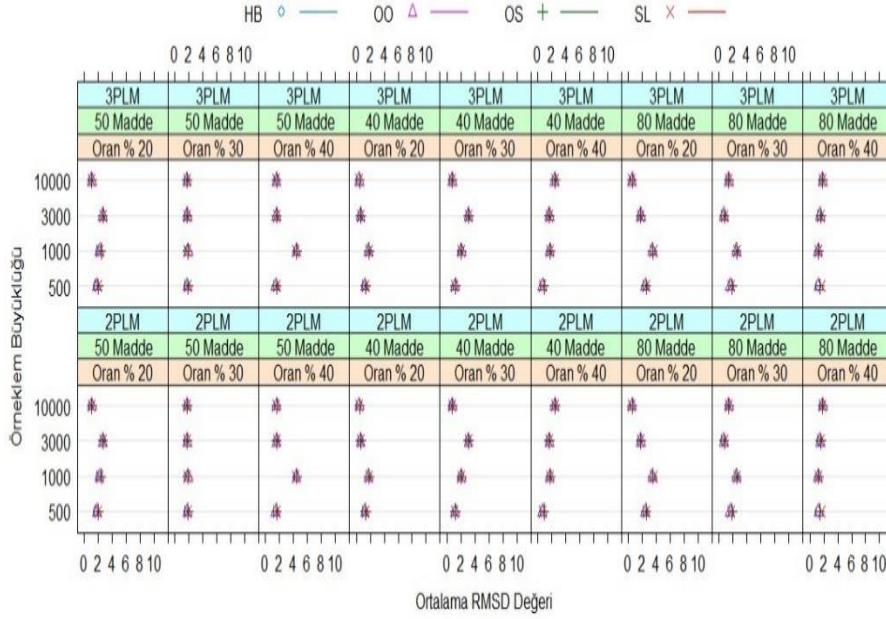 HB OO OS SL
0 2 4 6 8 10 0 2 4 6 8 10 0 2 4 6 8 10 0 2 4 6 8 10
3PLM 3PLM 3PLM 3PLM 3PLM 3PLM 3PLM 3PLM 3PLM
50 Madde 50 Madde 50 Madde 40 Madde 40 Madde 40 Madde 80 Madde 80 Madde 80 Madde
Oran % 20 Oran % 30 Oran % 40 Oran % 20 Oran % 30 Oran % 40 Oran % 20 Oran % 30 Oran % 40
10000
3000
1000
500
Örneklem Büyüklüğü
2PLM 2PLM 2PLM 2PLM 2PLM 2PLM 2PLM 2PLM 2PLM
50 Madde 50 Madde 50 Madde 40 Madde 40 Madde 40 Madde 80 Madde 80 Madde 80 Madde
Oran % 20 Oran % 30 Oran % 40 Oran % 20 Oran % 30 Oran % 40 Oran % 20 Oran % 30 Oran % 40
10000
3000
1000
500
0 2 4 6 8 10 0 2 4 6 8 10 0 2 4 6 8 10 0 2 4 6 8 10 0 2 4 6 8 10
Ortalama RMSD Değeri